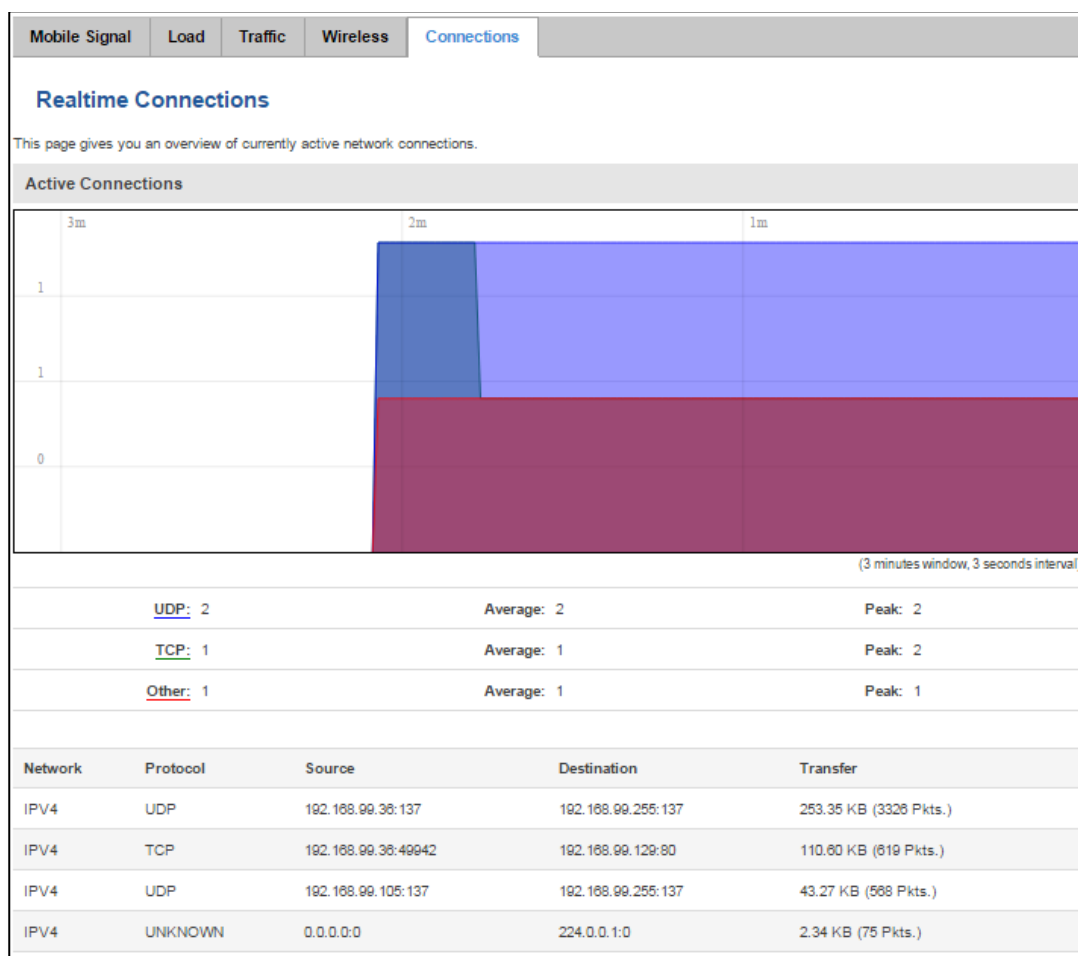 Mobile Signal Load Traffic Wireless Connections
Realtime Connections
This page gives you an overview of currently active network connections.
Active Connections
3m 2m 1m
1
1
0
(3 minutes window, 3 seconds interval)
UDP: 2 Average: 2 Peak: 2
TCP: 1 Average: 1 Peak: 2
Other: 1 Average: 1 Peak: 1
Network Protocol Source Destination Transfer
IPV4 UDP 192.168.99.36:137 192.168.99.255:137 253.35 KB (3326 Pkts.)
IPV4 TCP 192.168.99.36:49942 192.168.99.129:80 110.60 KB (619 Pkts.)
IPV4 UDP 192.168.99.105:137 192.168.99.255:137 43.27 KB (568 Pkts.)
IPV4 UNKNOWN 0.0.0.0:0 224.0.0.1:0 2.34 KB (75 Pkts.)